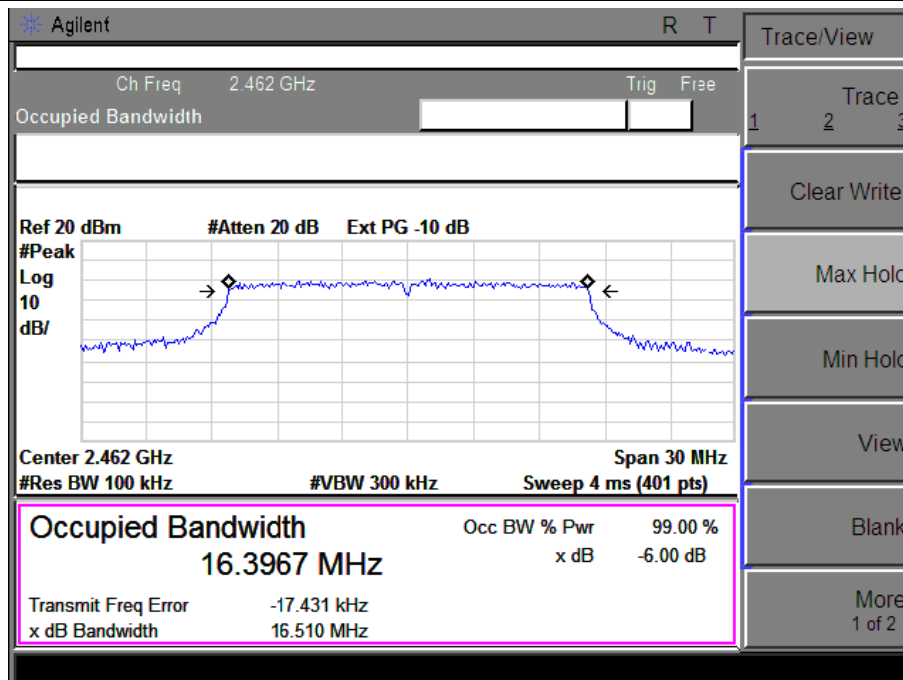 Agilent R T
Ch Freq 2.462 GHz Trig Free
Occupied Bandwidth
Ref 20 dBm #Atten 20 dB Ext PG -10 dB
#Peak
Log
10
dB/
Center 2.462 GHz Span 30 MHz
#Res BW 100 kHz #VBW 300 kHz Sweep 4 ms (401 pts)
Occupied Bandwidth Occ BW % Pwr 99.00 %
16.3967 MHz x dB -6.00 dB
Transmit Freq Error -17.431 kHz
x dB Bandwidth 16.510 MHz
Trace/View
Trace
1 2 3
Clear Write
Max Hold
Min Hold
View
Blank
More
1 of 2